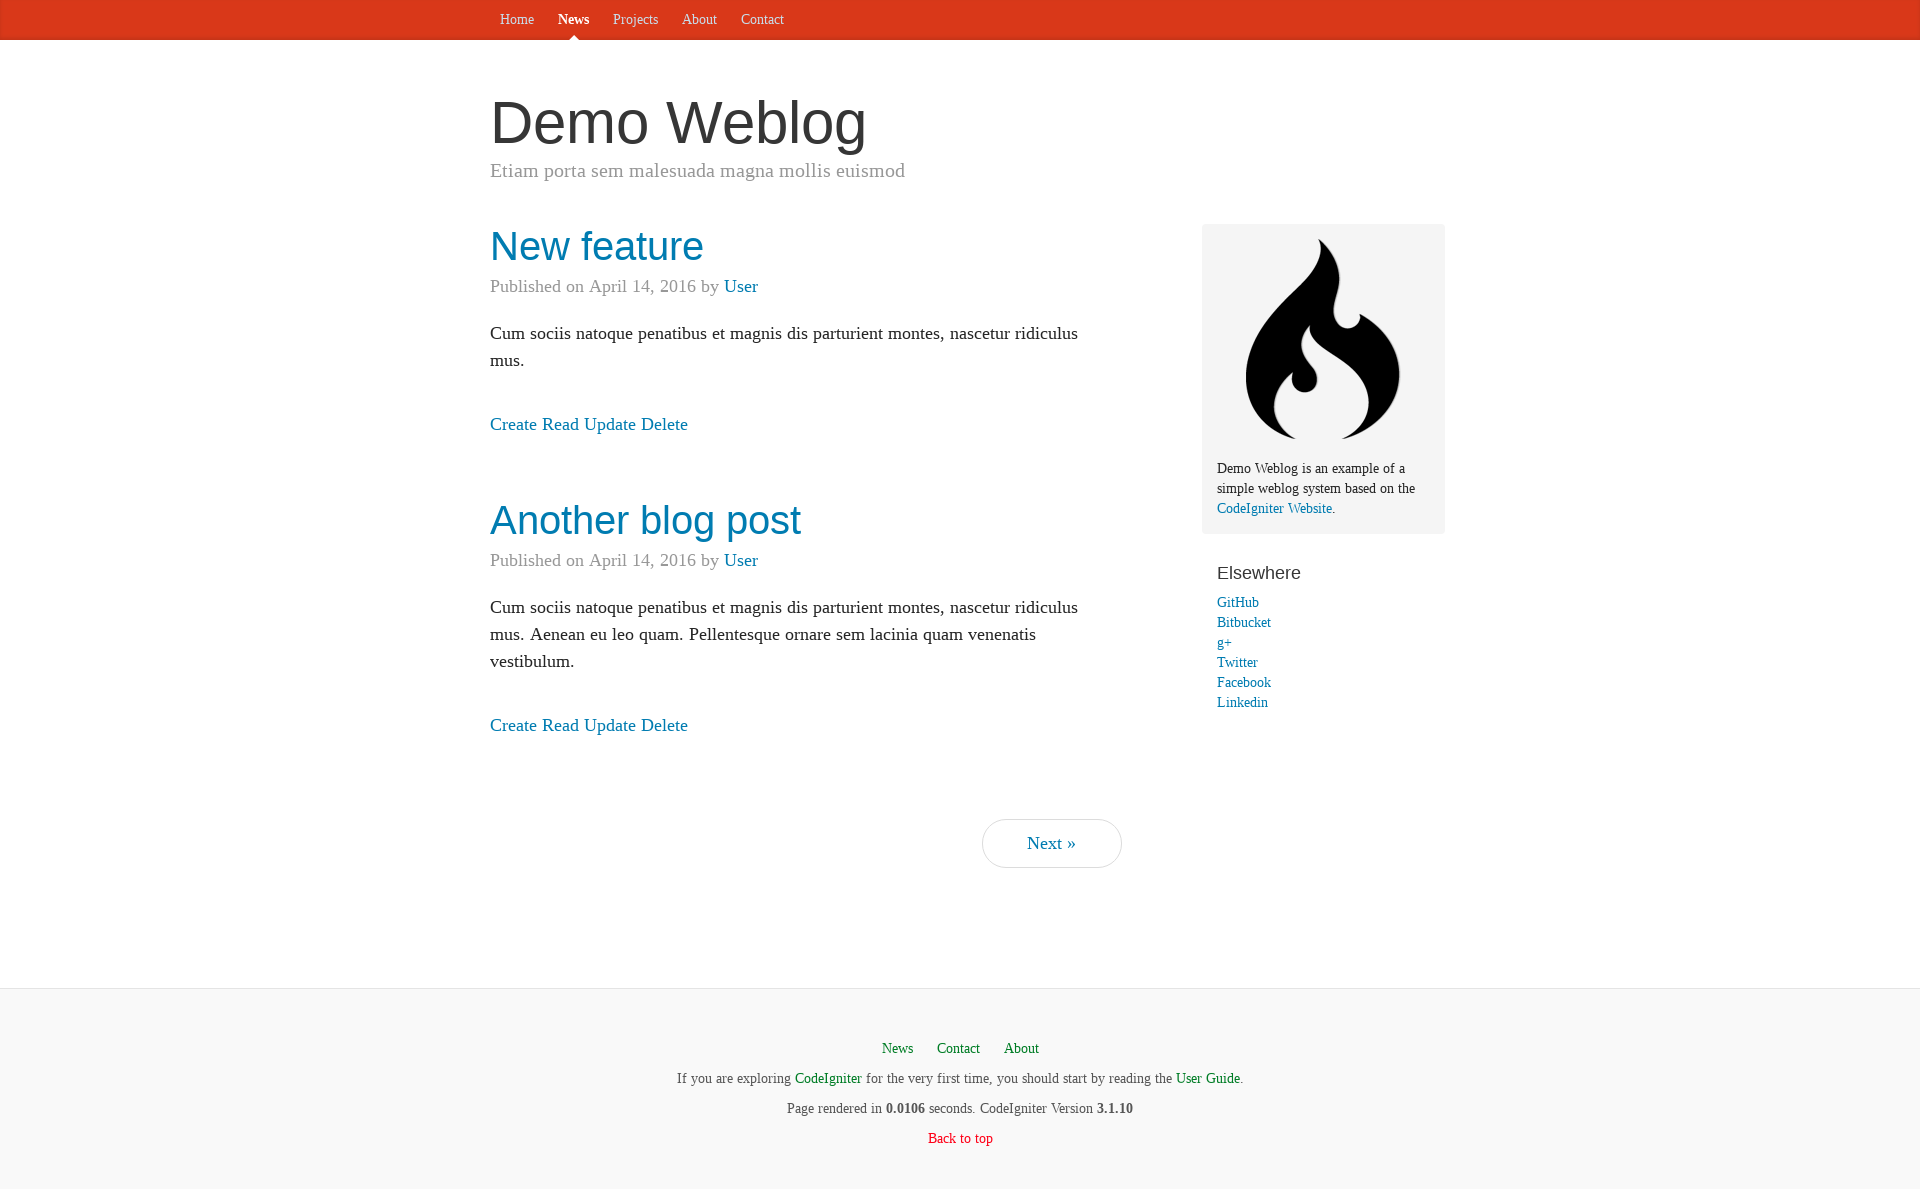 Home News Projects About Contact
Demo Weblog
Etiam porta sem malesuada magna mollis euismod
New feature
Published on April 14, 2016 by User
Cum sociis natoque penatibus et magnis dis parturient montes, nascetur ridiculus
mus.
Create Read Update Delete
Another blog post
Published on April 14, 2016 by User
Cum sociis natoque penatibus et magnis dis parturient montes, nascetur ridiculus
mus. Aenean eu leo quam. Pellentesque ornare sem lacinia quam venenatis
vestibulum.
Create Read Update Delete
Next »
Demo Weblog is an example of a
simple weblog system based on the
CodeIgniter Website.
Elsewhere
GitHub
Bitbucket
g+
Twitter
Facebook
Linkedin
News Contact About
If you are exploring CodeIgniter for the very first time, you should start by reading the User Guide.
Page rendered in 0.0106 seconds. CodeIgniter Version 3.1.10
Back to top